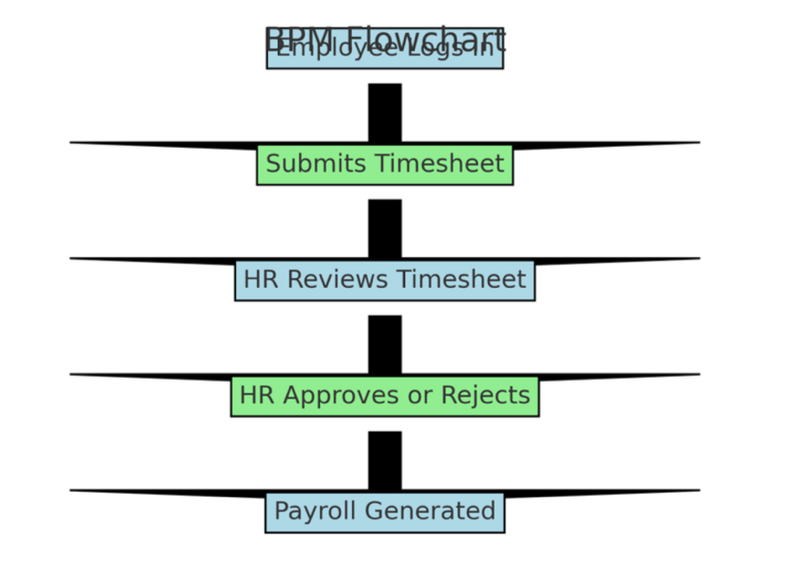 BPM Flowchart
Employee Logs In
Submits Timesheet
HR Reviews Timesheet
HR Approves or Rejects
Payroll Generated